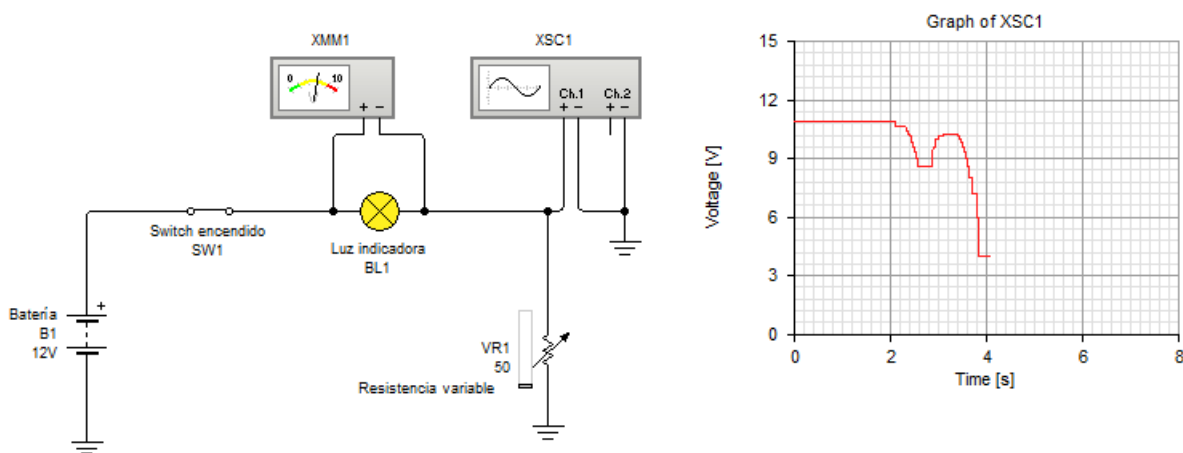 XMM1
0
10
+ −
XSC1
Ch.1
Ch.2
+ −
+ −
Switch encendido
SW1
Luz indicadora
BL1
+
Batería
B1
12V
VR1
50
Resistencia variable
Graph of XSC1
Voltage [V]
15
12
9
6
3
0
0
2
4
6
8
Time [s]